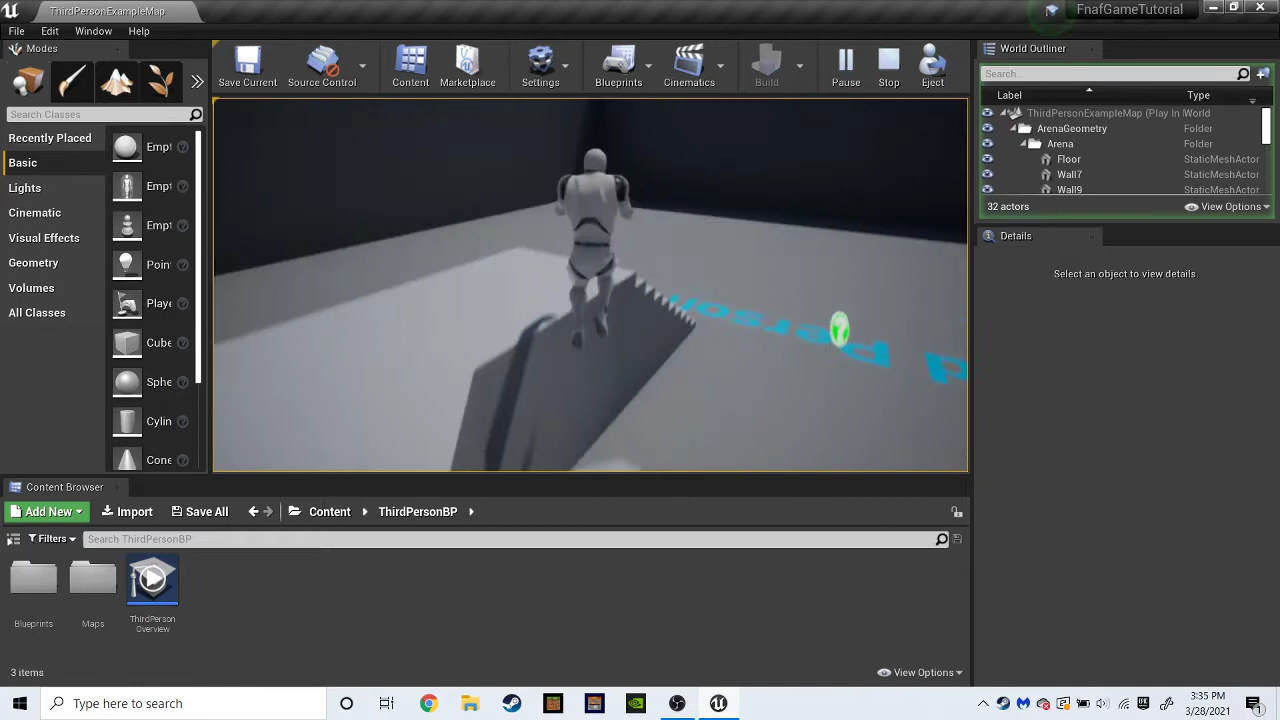 ThirdPersonExampleMap
FnafGameTutorial
File Edit Window Help
Modes
Search Classes
Recently Placed
Basic
Lights
Cinematic
Visual Effects
Geometry
Volumes
All Classes
Empt
Empt
Empt
Poin
Playe
Cube
Sphe
Cylin
Cone
Save Current
Source Control
Content
Marketplace
Settings
Blueprints
Cinematics
Build
Pause
Stop
Eject
World Outliner
Search...
Label Type
ThirdPersonExampleMap (Play In World
ArenaGeometry Folder
Arena Folder
Floor StaticMeshActor
Wall7 StaticMeshActor
Wall9 StaticMeshActor
32 actors View Options
Details
Select an object to view details.
Person
Content Browser
Add New Import Save All Content ThirdPersonBP
Filters Search ThirdPersonBP
Blueprints
Maps
ThirdPerson
Overview
3 items View Options
Type here to search
3:35 PM
3/28/2021
1